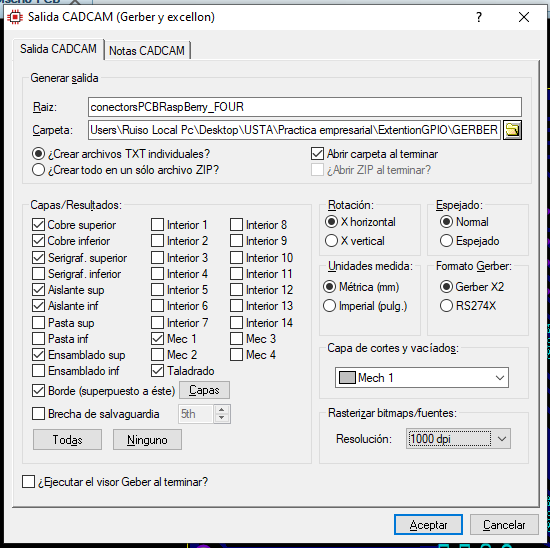 Salida CADCAM (Gerber y excellon)
Salida CADCAM Notas CADCAM
Generar salida
Raiz: conectorsPCBRaspBerry_FOUR
Carpeta: Users\Ruiso Local Pc\Desktop\USTA\Practica empresarial\ExtentionGPIO\GERBER
¿Crear archivos TXT individuales? Abrir carpeta al terminar
¿Crear todo en un sólo archivo ZIP? ¿Abrir ZIP al terminar?
Capas/Resultados: Rotación: Espejado:
Cobre superior Interior 1 Interior 8 X horizontal Normal
Cobre inferior Interior 2 Interior 9 X vertical Espejado
Serigraf. superior Interior 3 Interior 10
Serigraf. inferior Interior 4 Interior 11 Unidades medida: Formato Gerber:
Aislante sup Interior 5 Interior 12 Métrica (mm) Gerber X2
Aislante inf Interior 6 Interior 13 Imperial (pulg.) RS274X
Pasta sup Interior 7 Interior 14
Pasta inf Mec 1 Mec 3
Ensamblado sup Mec 2 Mec 4 Capa de cortes y vacíados:
Ensamblado inf Taladrado Mech 1
Borde (superpuesto a éste) Capas
Brecha de salvaguardia 5th Rasterizar bitmaps/fuentes:
Todas Ninguno Resolución: 1000 dpi
¿Ejecutar el visor Geber al terminar?
Aceptar Cancelar